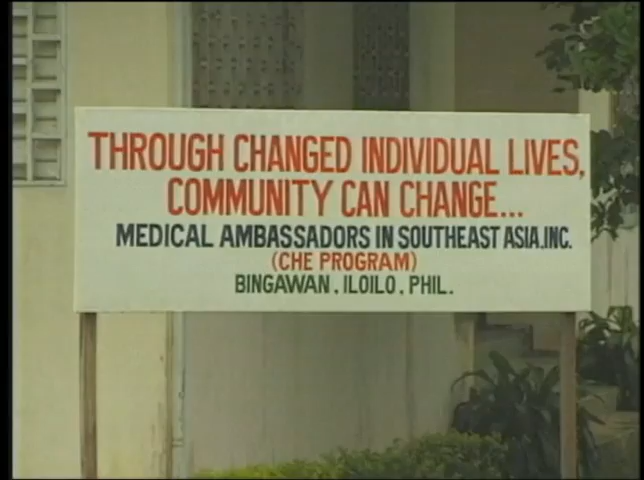 THROUGH CHANGED INDIVIDUAL LIVES,
COMMUNITY CAN CHANGE...
MEDICAL AMBASSADORS IN SOUTHEAST ASIA,INC.
(CHE PROGRAM)
BINGAWAN, ILOILO, PHIL.